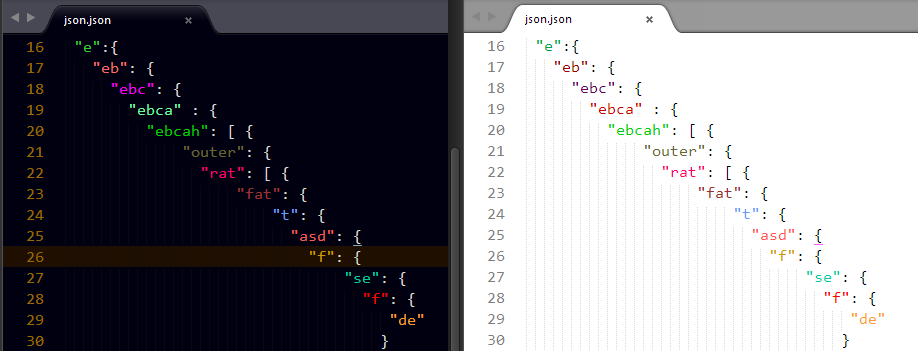 json.json ×
16 "e":{
17 "eb": {
18 "ebc": {
19 "ebca" : {
20 "ebcah": [ {
21 "outer": {
22 "rat": [ {
23 "fat": {
24 "t": {
25 "asd": {
26 "f": {
27 "se": {
28 "f": {
29 "de"
30 }
json.json ×
16 "e":{
17 "eb": {
18 "ebc": {
19 "ebca" : {
20 "ebcah": [ {
21 "outer": {
22 "rat": [ {
23 "fat": {
24 "t": {
25 "asd": {
26 "f": {
27 "se": {
28 "f": {
29 "de"
30 }